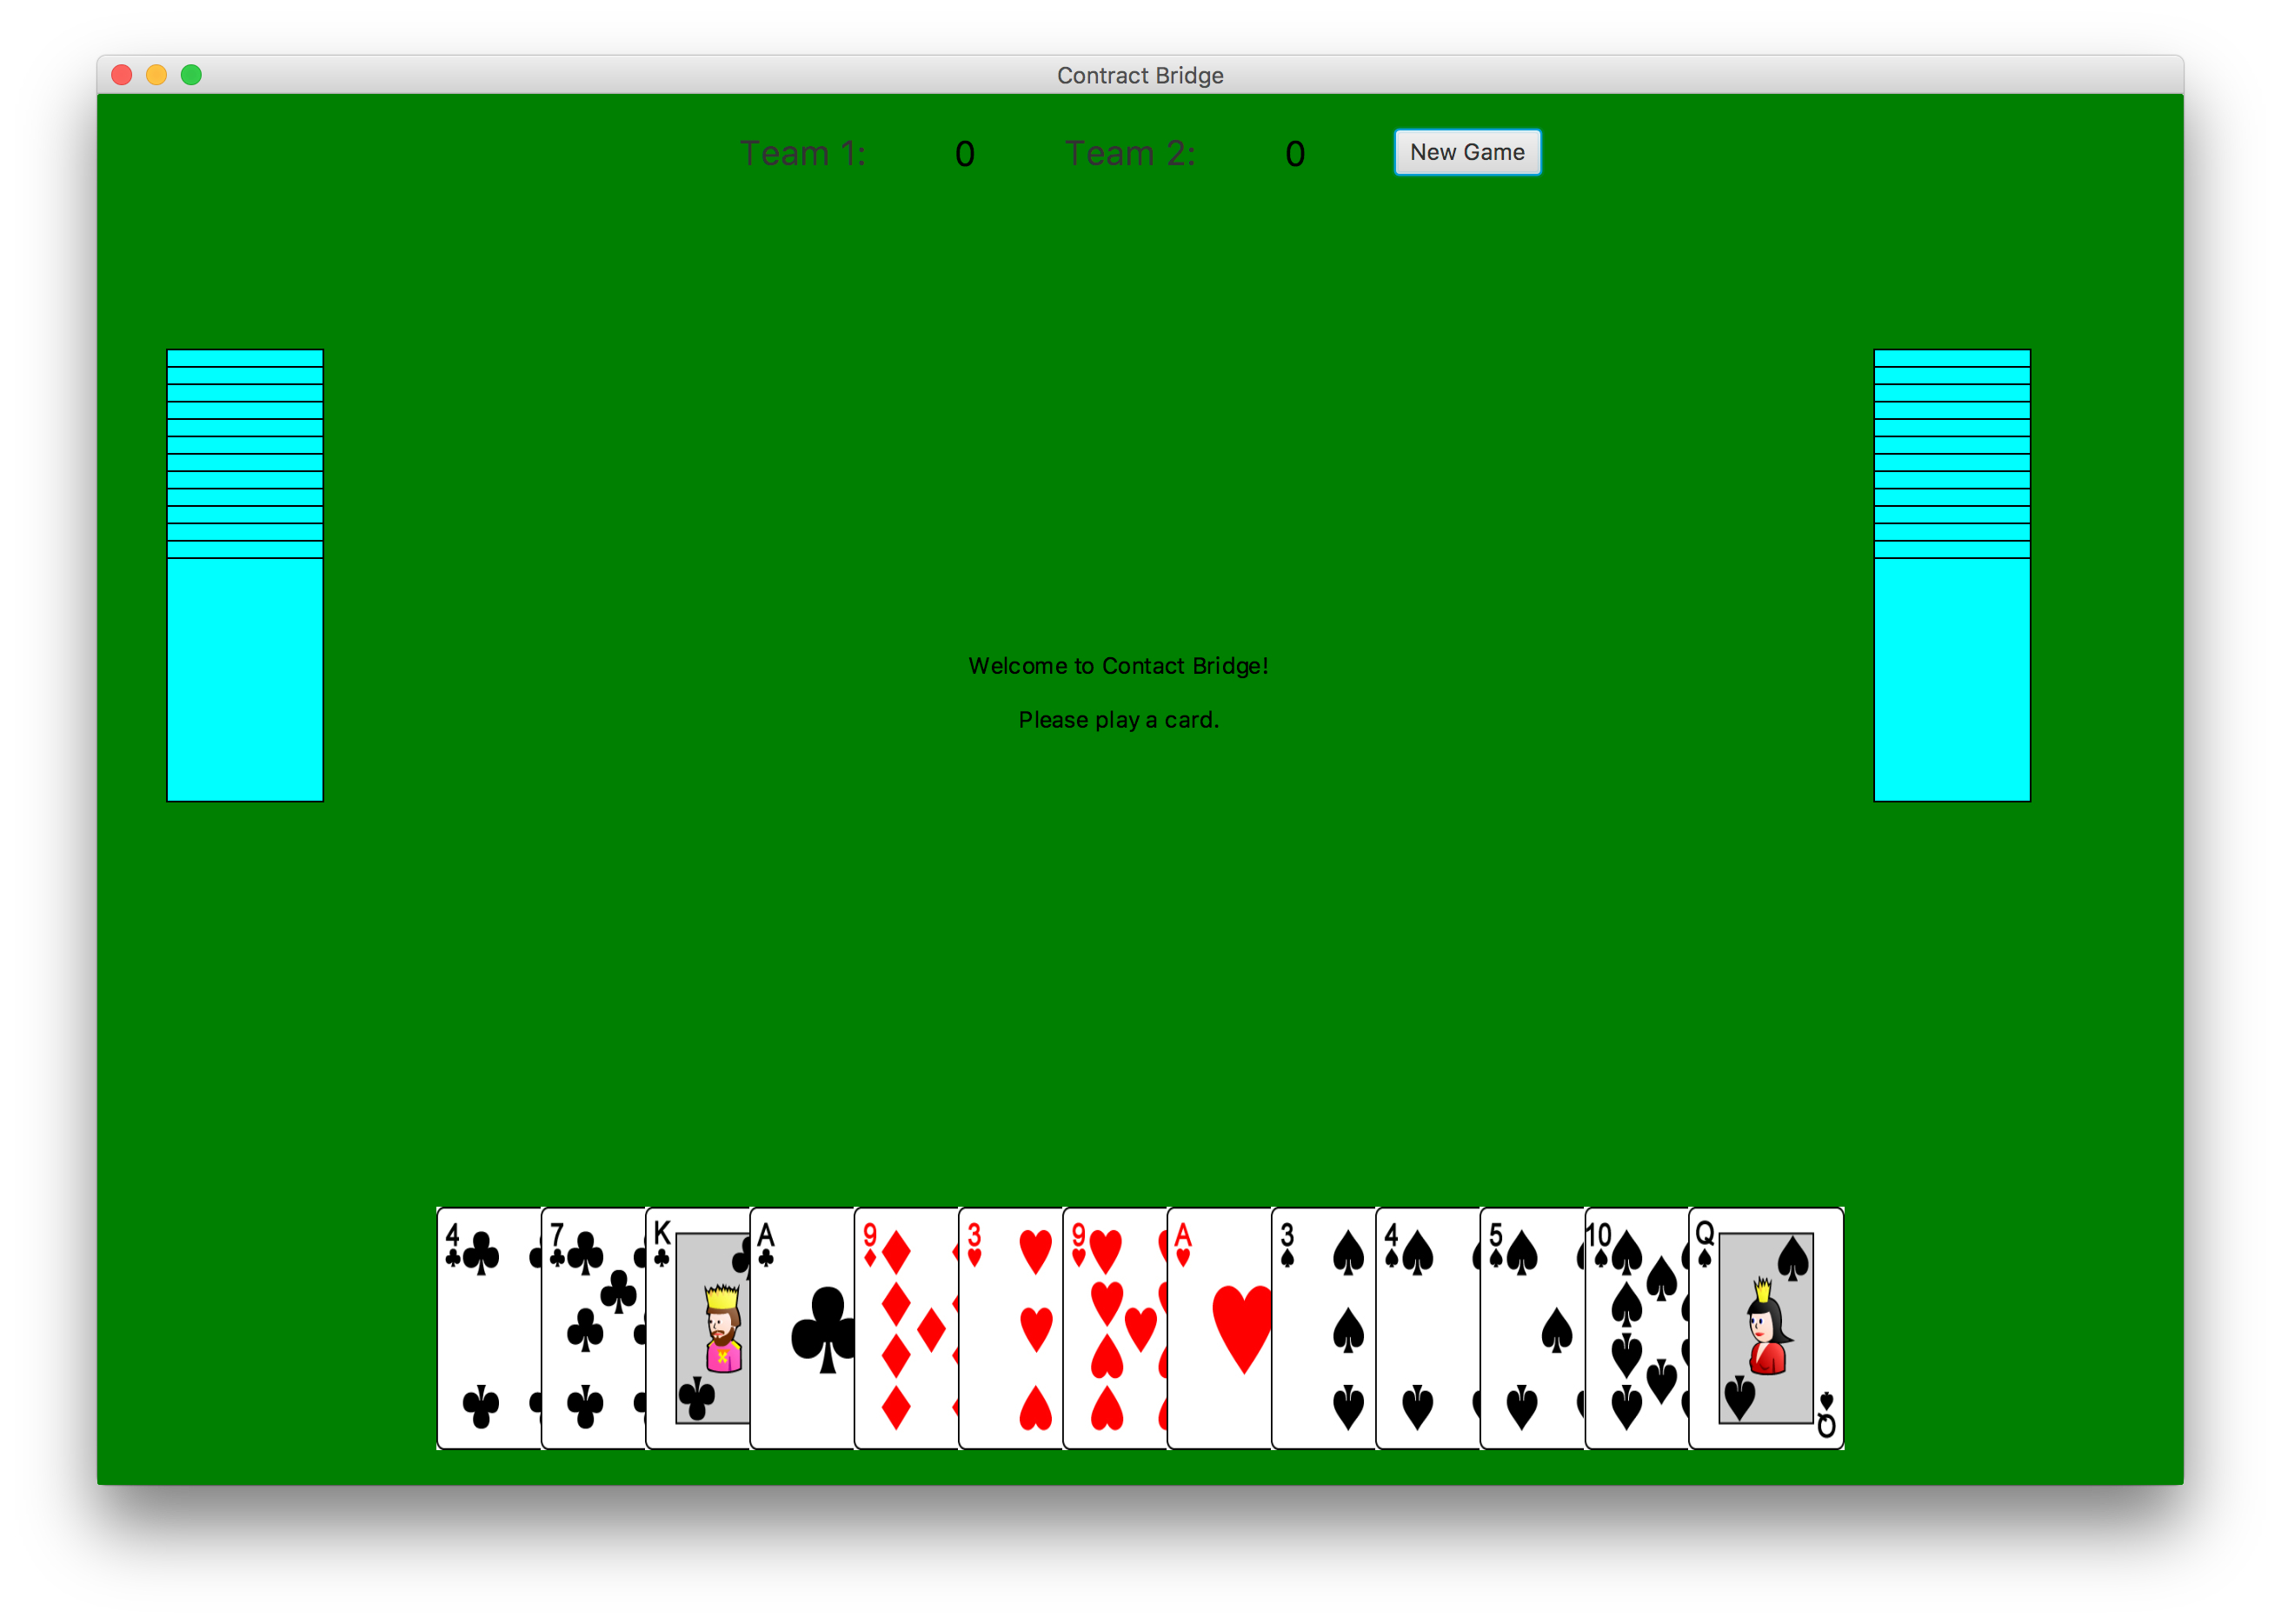 Contract Bridge
Team 1: 0 Team 2: 0 New Game
Welcome to Contact Bridge!
Please play a card.
4 7 K A 9 3 9 A 3 4 5 10 Q
Q